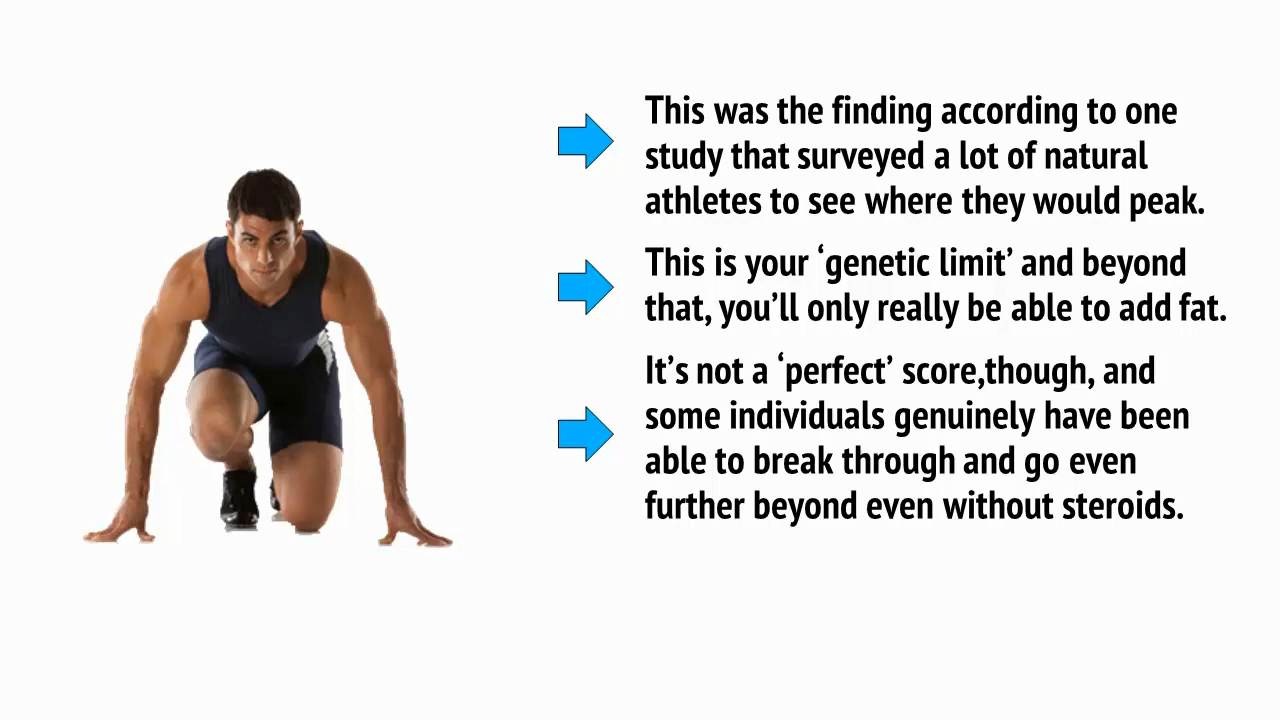 This was the finding according to one
study that surveyed a lot of natural
athletes to see where they would peak.
This is your ‘genetic limit’ and beyond
that, you’ll only really be able to add fat.
It’s not a ‘perfect’ score,though, and
some individuals genuinely have been
able to break through and go even
further beyond even without steroids.